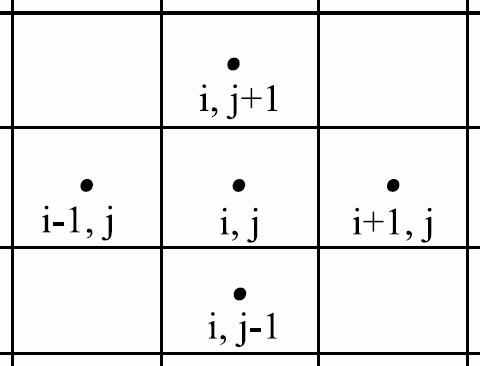 i, j+1
i-1, j
i, j
i+1, j
i, j-1